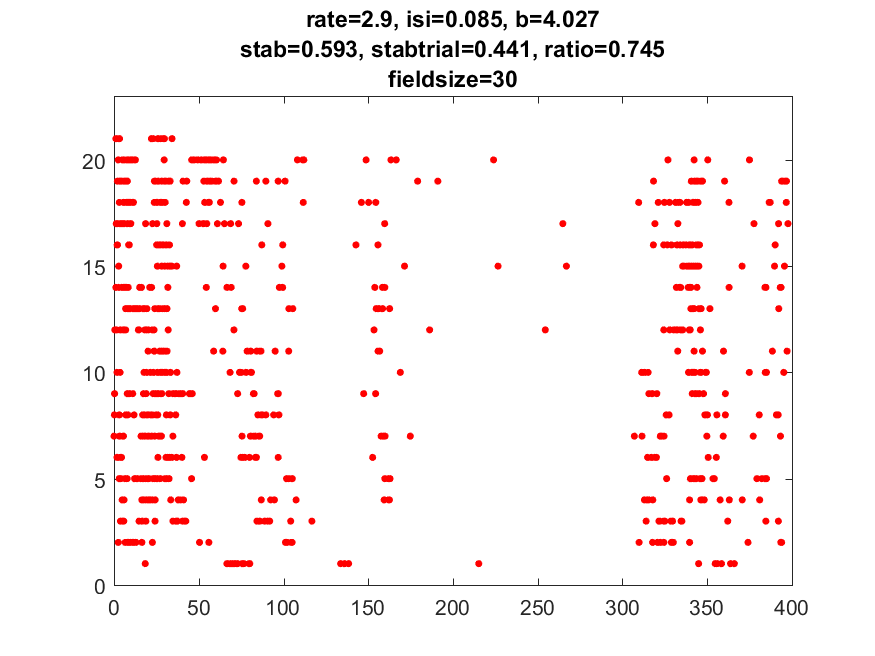 rate=2.9, isi=0.085, b=4.027
stab=0.593, stabtrial=0.441, ratio=0.745
fieldsize=30
20
15
10
5
0
0 50 100 150 200 250 300 350 400